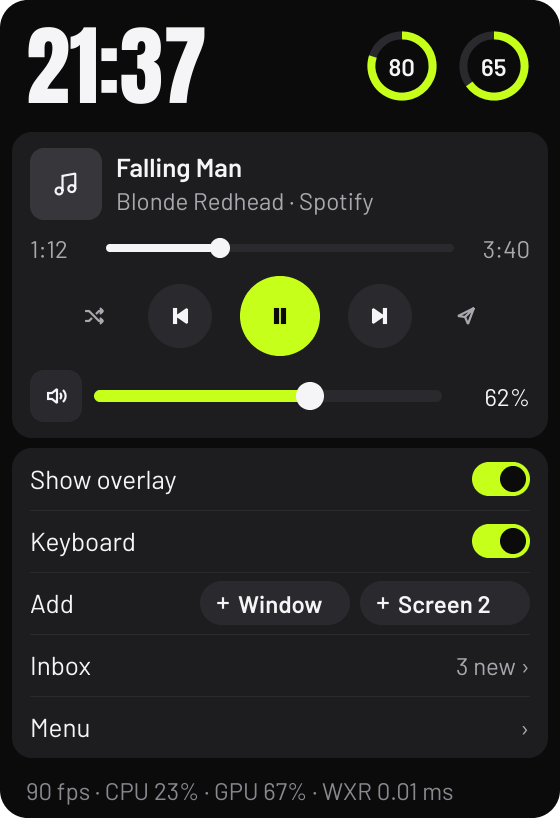 21:37
80
65
Falling Man
Blonde Redhead · Spotify
1:12
3:40
62%
Show overlay
Keyboard
Add
+ Window
+ Screen 2
Inbox
3 new ›
Menu
›
90 fps · CPU 23% · GPU 67% · WXR 0.01 ms